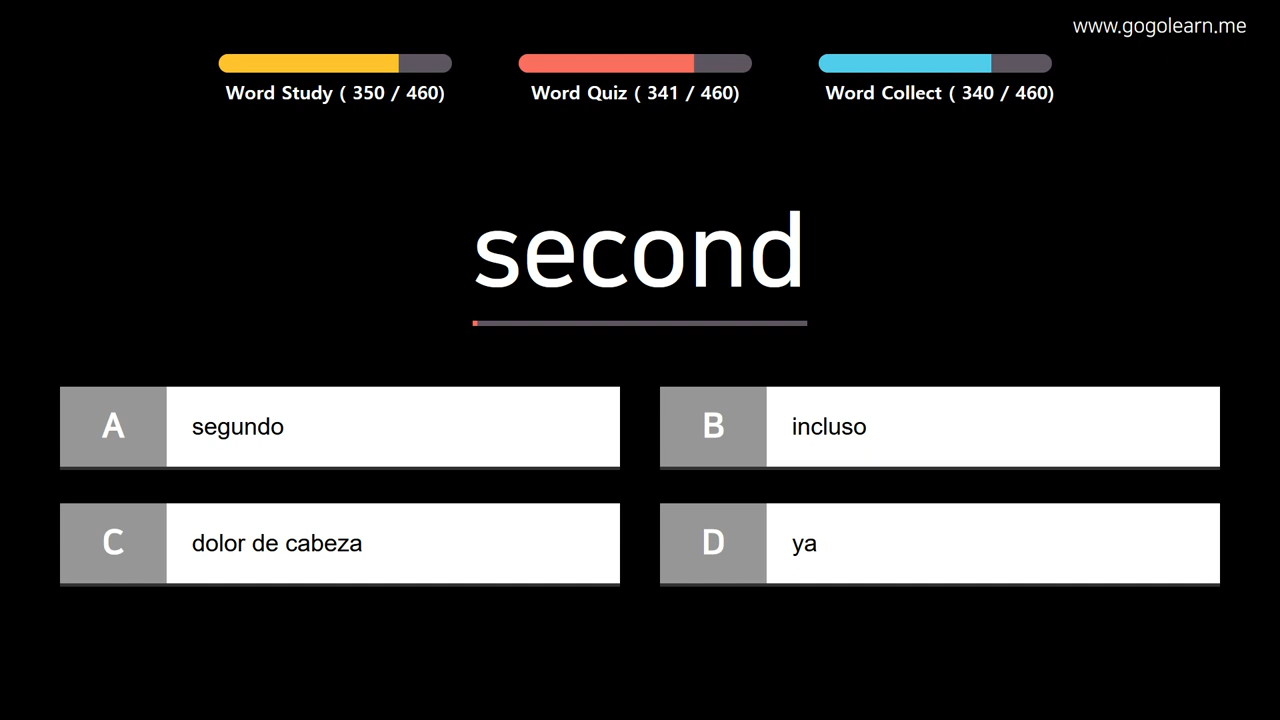 www.gogolearn.me
Word Study ( 350 / 460)
Word Quiz ( 341 / 460)
Word Collect ( 340 / 460)
second
A segundo
B incluso
C dolor de cabeza
D ya